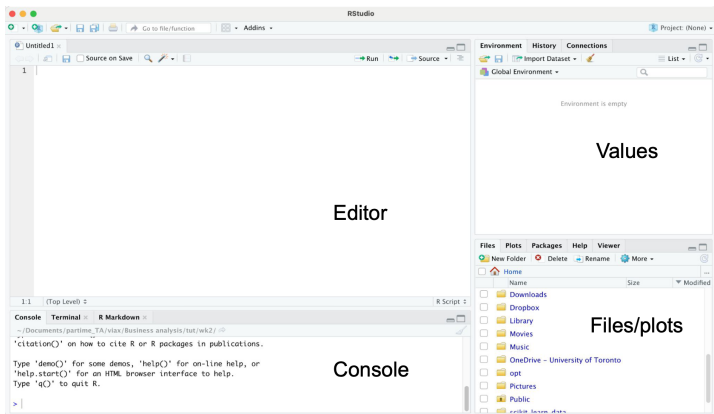 RStudio
Go to file/function
Addins
Project: (None)
Untitled1
Source on Save
Run
Source
1
Editor
1:1 (Top Level)
R Script
Console Terminal R Markdown
~/Documents/partime_TA/viax/Business analysis/tut/wk2/
'citation()' on how to cite R or R packages in publications.
Type 'demo()' for some demos, 'help()' for on-line help, or
'help.start()' for an HTML browser interface to help.
Type 'q()' to quit R.
>
Console
Environment History Connections
Import Dataset
List
Global Environment
Environment is empty
Values
Files Plots Packages Help Viewer
New Folder Delete Rename More
Home
...
Name Size Modified
Downloads
Dropbox
Library
Movies
Music
OneDrive - University of Toronto
opt
Pictures
Public
scikit_learn_data
Files/plots